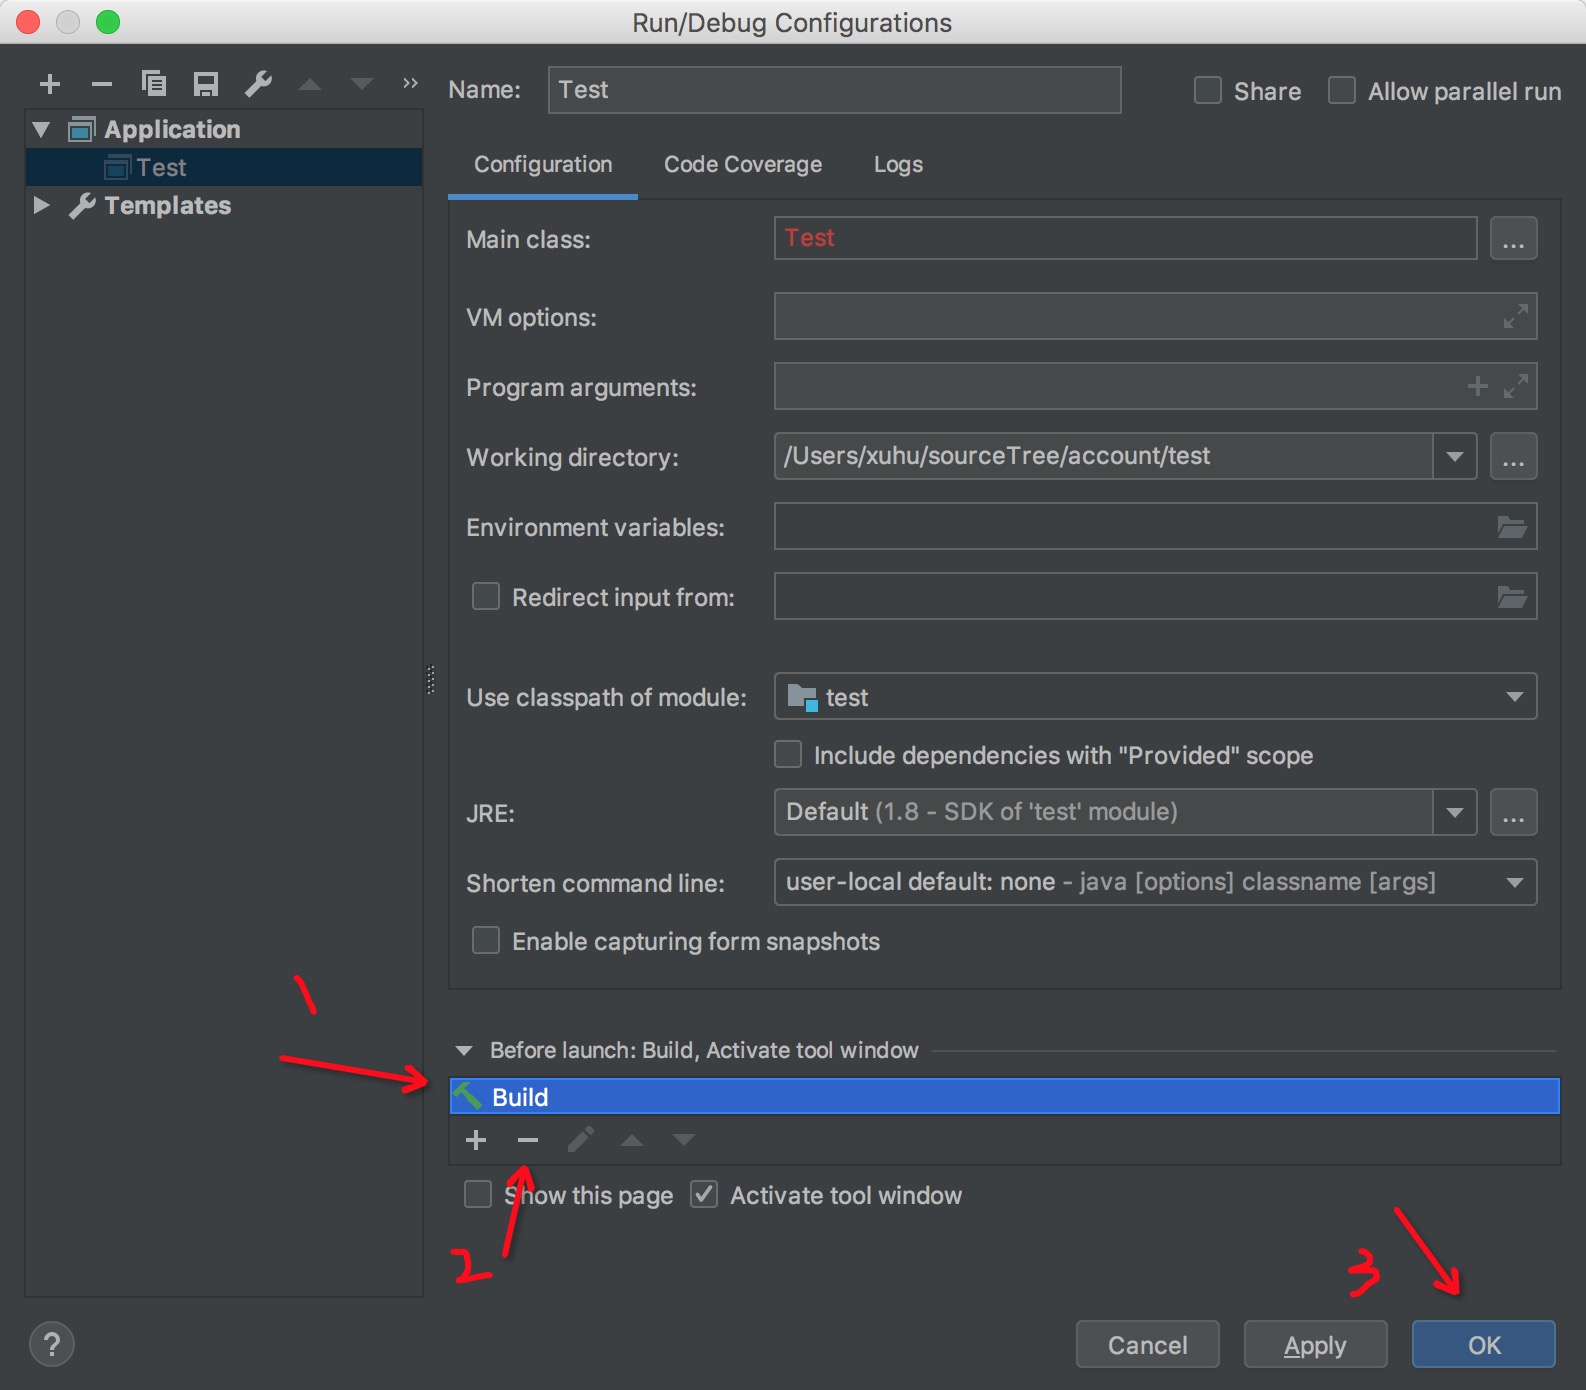 Run/Debug Configurations
Name: Test Share Allow parallel run
Application
Test
Templates
Configuration Code Coverage Logs
Main class: Test ...
VM options:
Program arguments:
Working directory: /Users/xuhu/sourceTree/account/test ...
Environment variables:
Redirect input from:
Use classpath of module: test
Include dependencies with "Provided" scope
JRE: Default (1.8 - SDK of 'test' module) ...
Shorten command line: user-local default: none - java [options] classname [args]
Enable capturing form snapshots
1
Before launch: Build, Activate tool window
Build
Show this page Activate tool window
2
3
? Cancel Apply OK